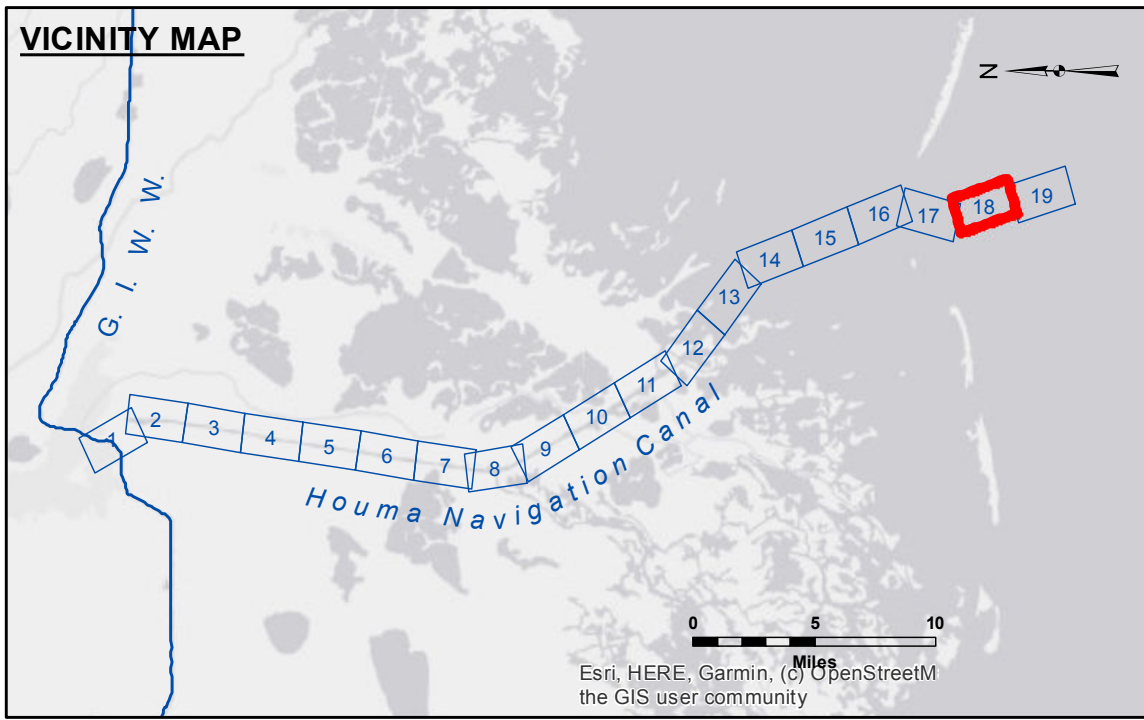 VICINITY MAP
N
G. I. W. W.
1
2
3
4
5
6
7
8
9
10
11
12
13
14
15
16
17
18
19
Houma Navigation Canal
0 5 10
Miles
Esri, HERE, Garmin, (c) OpenStreetM
the GIS user community